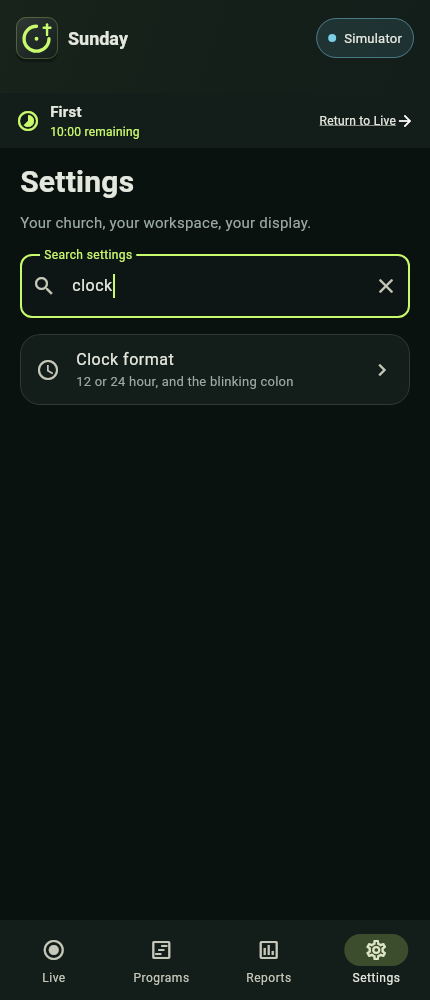 Sunday
Simulator
First
10:00 remaining
Return to Live
Settings
Your church, your workspace, your display.
Search settings
clock
Clock format
12 or 24 hour, and the blinking colon
Live
Programs
Reports
Settings